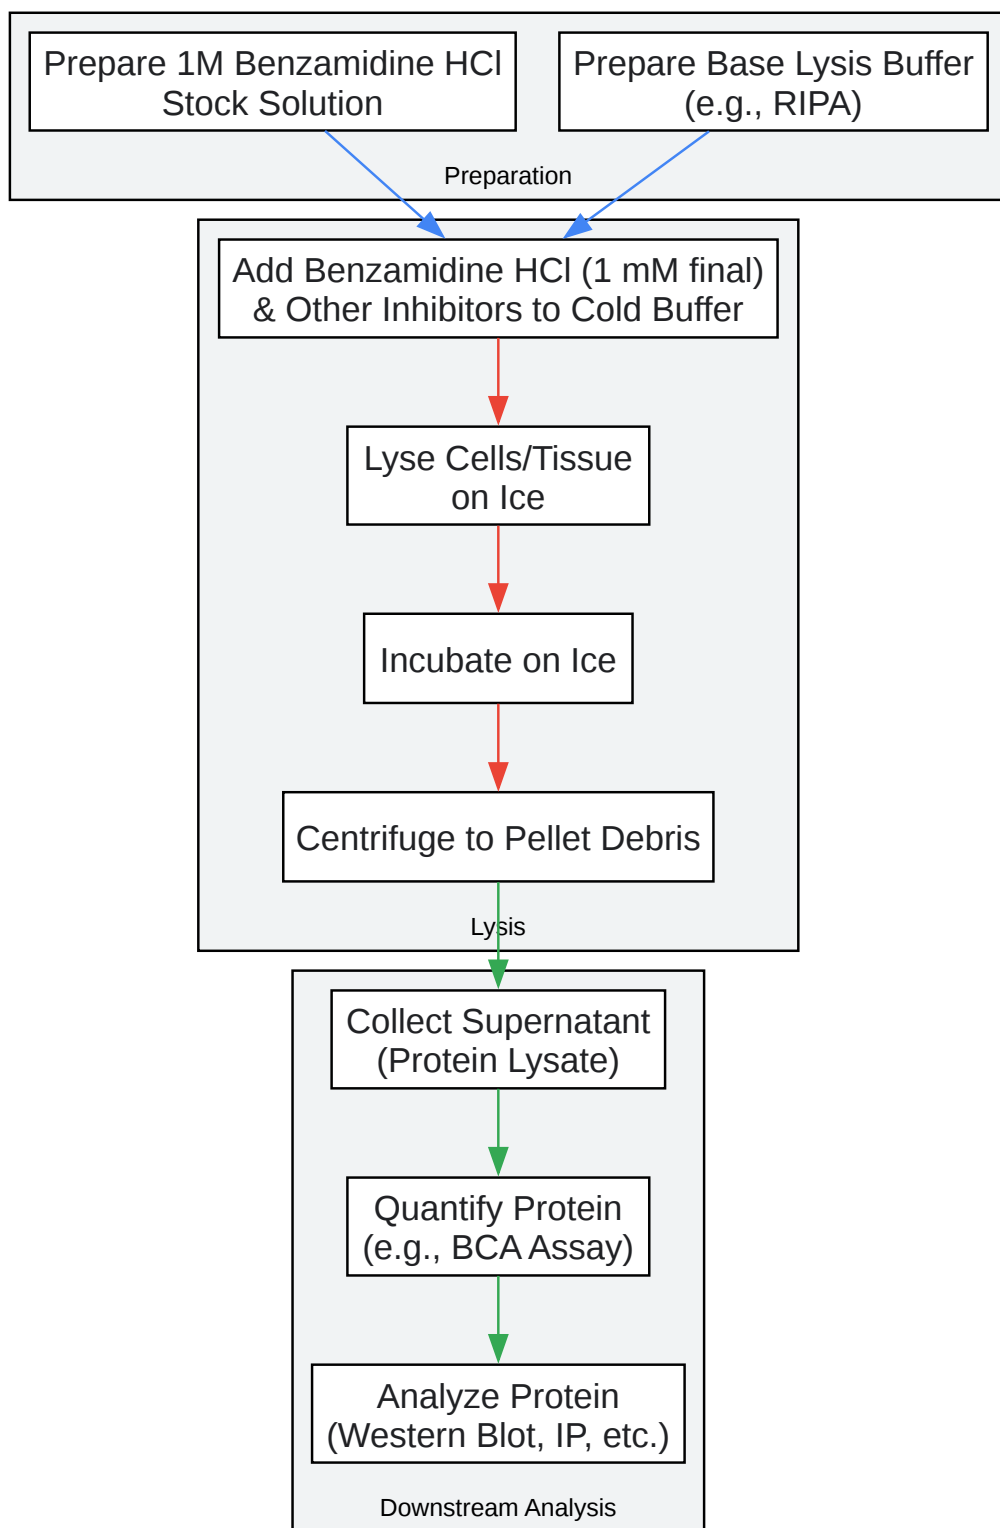 Prepare 1M Benzamidine HCl
Stock Solution
Prepare Base Lysis Buffer
(e.g., RIPA)
Preparation
Add Benzamidine HCl (1 mM final)
& Other Inhibitors to Cold Buffer
Lyse Cells/Tissue
on Ice
Incubate on Ice
Centrifuge to Pellet Debris
Lysis
Collect Supernatant
(Protein Lysate)
Quantify Protein
(e.g., BCA Assay)
Analyze Protein
(Western Blot, IP, etc.)
Downstream Analysis